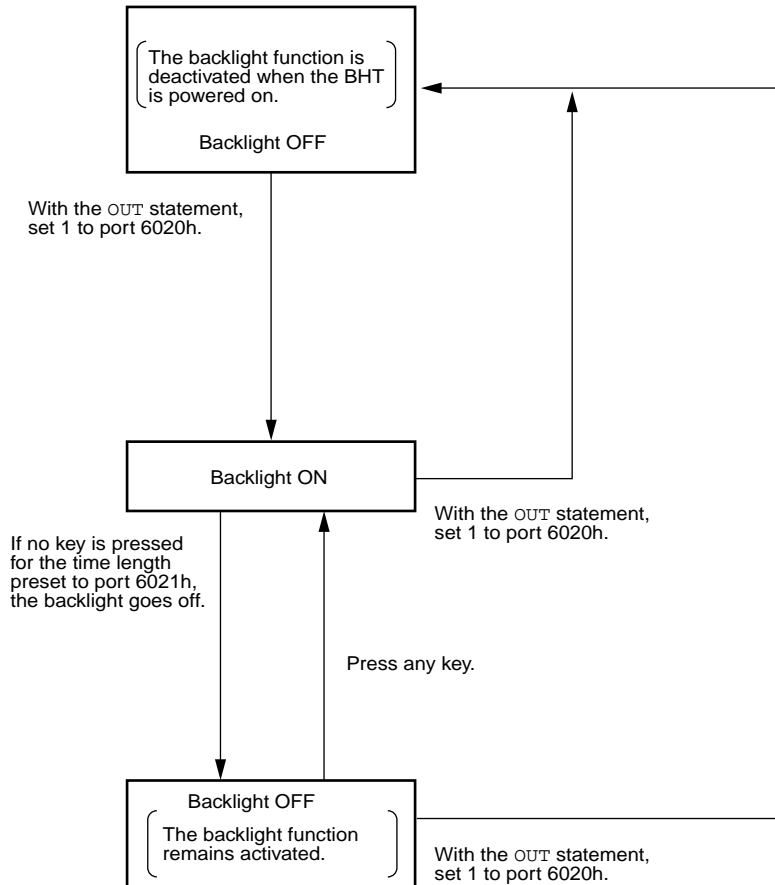 The backlight function is
deactivated when the BHT
is powered on.
Backlight OFF
With the OUT statement,
set 1 to port 6020h.
Backlight ON
With the OUT statement,
set 1 to port 6020h.
If no key is pressed
for the time length
preset to port 6021h,
the backlight goes off.
Press any key.
Backlight OFF
The backlight function
remains activated.
With the OUT statement,
set 1 to port 6020h.